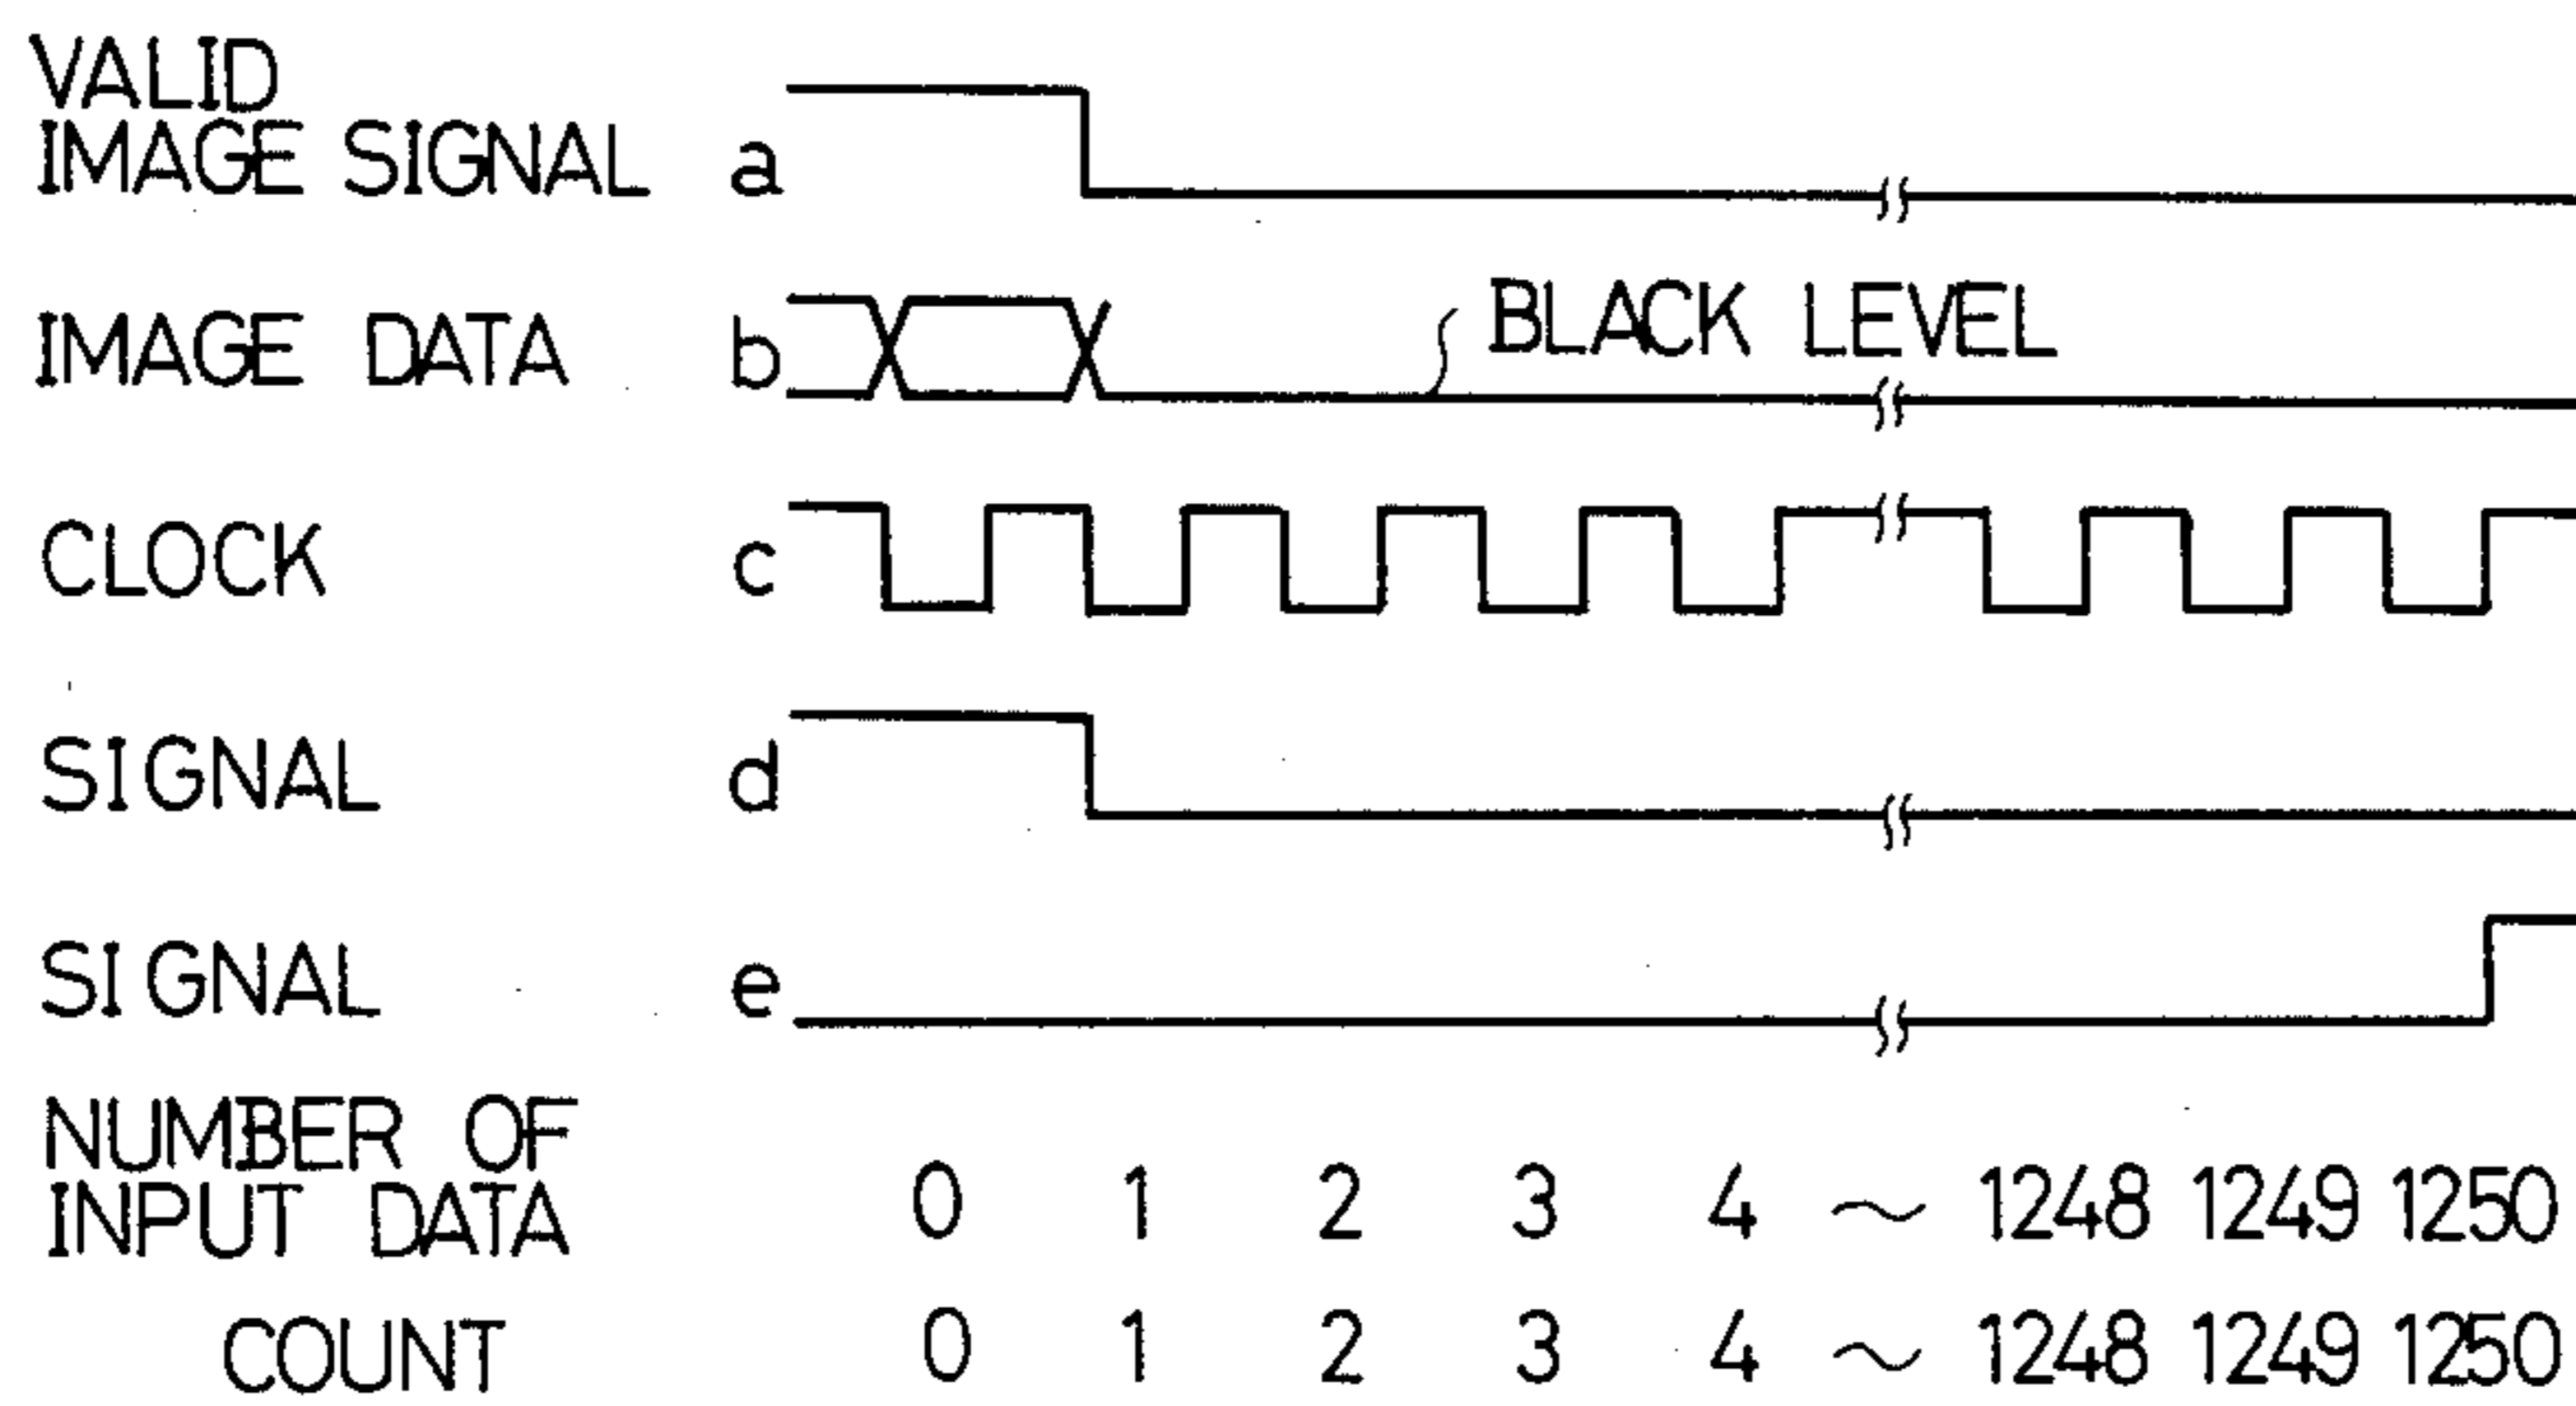 VALID
IMAGE SIGNAL a
IMAGE DATA b BLACK LEVEL
CLOCK c
SIGNAL d
SIGNAL e
NUMBER OF
INPUT DATA 0 1 2 3 4 ~ 1248 1249 1250
COUNT 0 1 2 3 4 ~ 1248 1249 1250